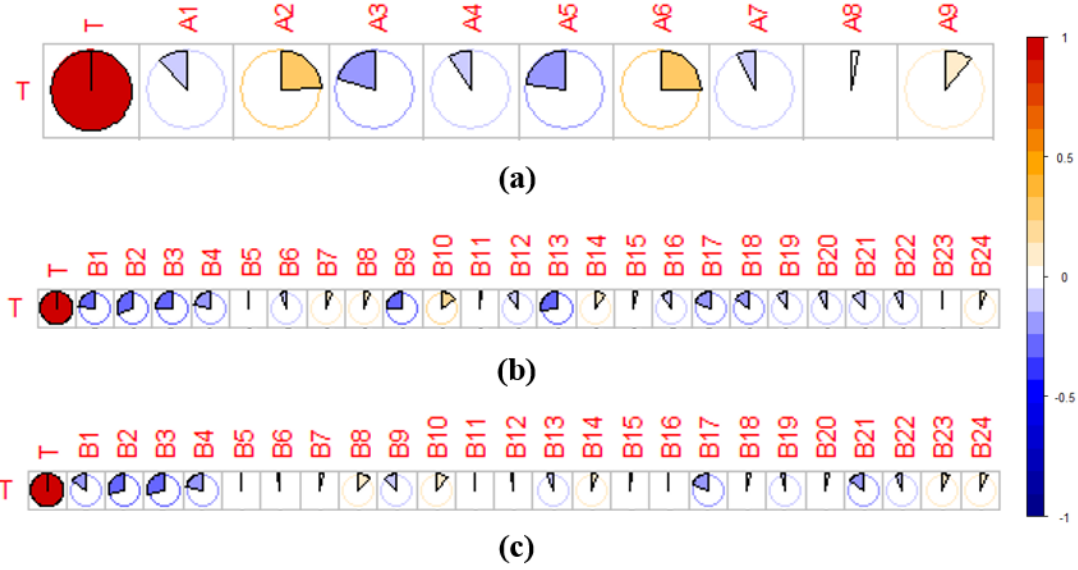 T A1 A2 A3 A4 A5 A6 A7 A8 A9
T
1
0.5
0
-0.5
-1
(a)
T B1 B2 B3 B4 B5 B6 B7 B8 B9 B10 B11 B12 B13 B14 B15 B16 B17 B18 B19 B20 B21 B22 B23 B24
T
(b)
T B1 B2 B3 B4 B5 B6 B7 B8 B9 B10 B11 B12 B13 B14 B15 B16 B17 B18 B19 B20 B21 B22 B23 B24
T
(c)